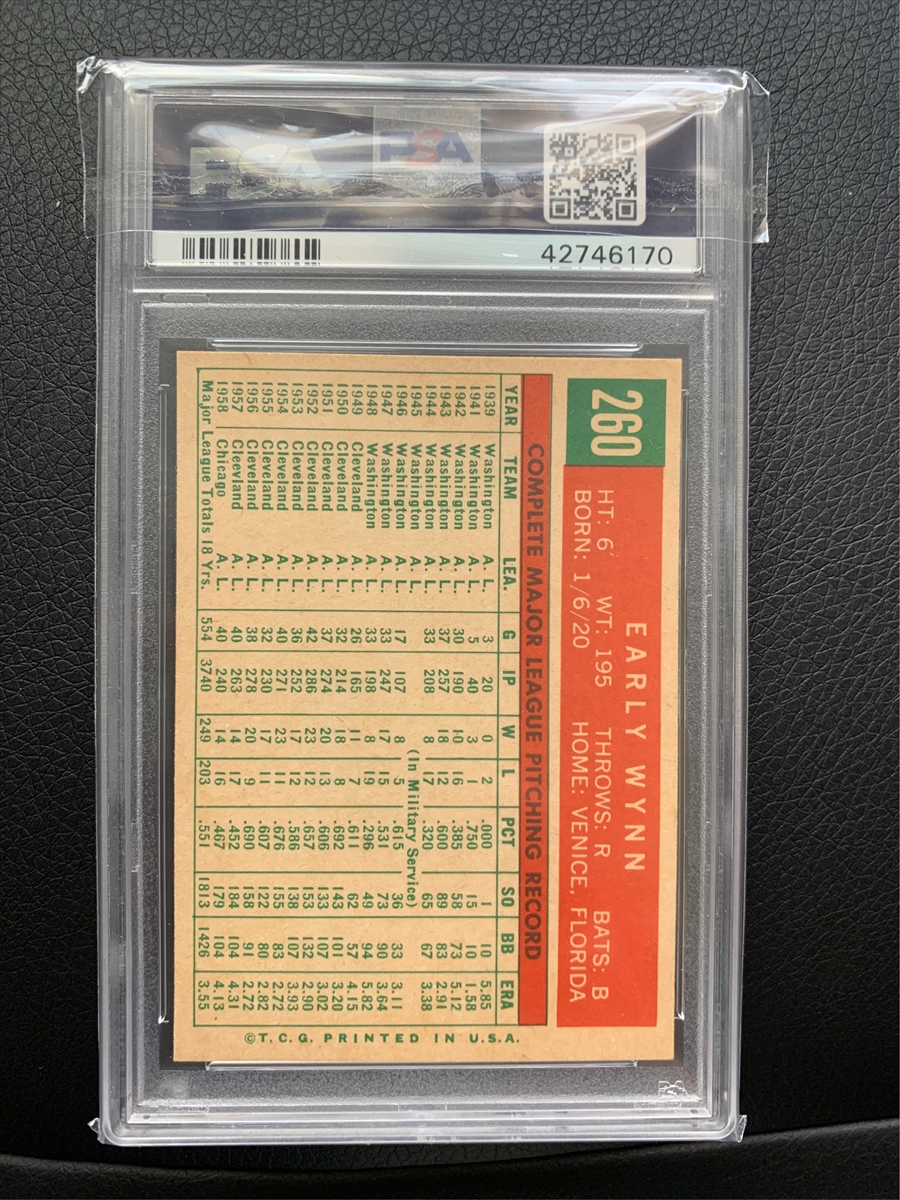 PSA
PSA
42746170
260
EARLY WYNN
HT: 6' WT: 195 THROWS: R BATS: B
BORN: 1/6/20 HOME: VENICE, FLORIDA
COMPLETE MAJOR LEAGUE PITCHING RECORD
YEAR TEAM LEA. G IP W L PCT SO BB ERA
1939 Washington A. L. 3 20 0 2 .000 1 10 5.85
1941 Washington A. L. 5 40 3 1 .750 15 10 1.58
1942 Washington A. L. 30 190 10 16 .385 58 73 5.12
1943 Washington A. L. 37 257 18 12 .600 89 83 2.91
1944 Washington A. L. 33 208 8 17 .320 65 67 3.38
1945 Washington A. L. (In Military Service)
1946 Washington A. L. 17 107 8 5 .615 36 33 3.11
1947 Washington A. L. 33 247 17 15 .531 73 90 3.64
1948 Washington A. L. 33 198 8 19 .296 49 94 5.82
1949 Cleveland A. L. 26 165 11 7 .611 62 57 4.15
1950 Cleveland A. L. 32 214 18 8 .692 143 101 3.20
1951 Cleveland A. L. 37 274 20 13 .606 133 107 3.02
1952 Cleveland A. L. 42 286 23 12 .657 153 132 2.90
1953 Cleveland A. L. 36 252 17 12 .586 138 107 3.93
1954 Cleveland A. L. 40 271 23 11 .676 155 83 2.72
1955 Cleveland A. L. 32 230 17 11 .607 122 80 2.82
1956 Cleveland A. L. 38 278 20 9 .690 158 91 2.72
1957 Cleveland A. L. 40 263 14 17 .452 184 104 4.31
1958 Chicago A. L. 40 240 14 16 .467 179 104 4.13
Major League Totals 18 Yrs. 554 3740 249 203 .551 1813 1426 3.55
©T.C.G. PRINTED IN U.S.A.